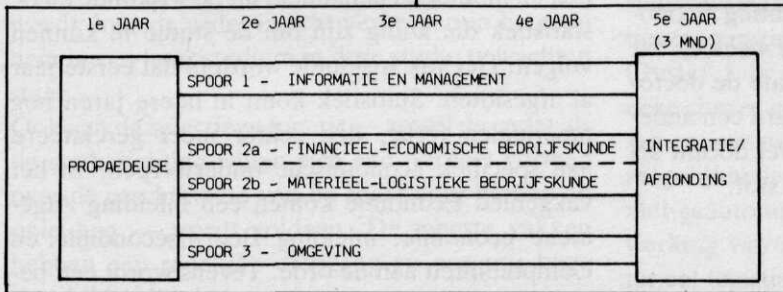 1e JAAR 2e JAAR 3e JAAR 4e JAAR 5e JAAR
(3 MND)
SPOOR 1 - INFORMATIE EN MANAGEMENT
SPOOR 2a - FINANCIEEL-ECONOMISCHE BEDRIJFSKUNDE
INTEGRATIE/
PROPAEDEUSE
SPOOR 2b - MATERIEEL-LOGISTIEKE BEDRIJFSKUNDE
AFRONDING
SPOOR 3 - OMGEVING